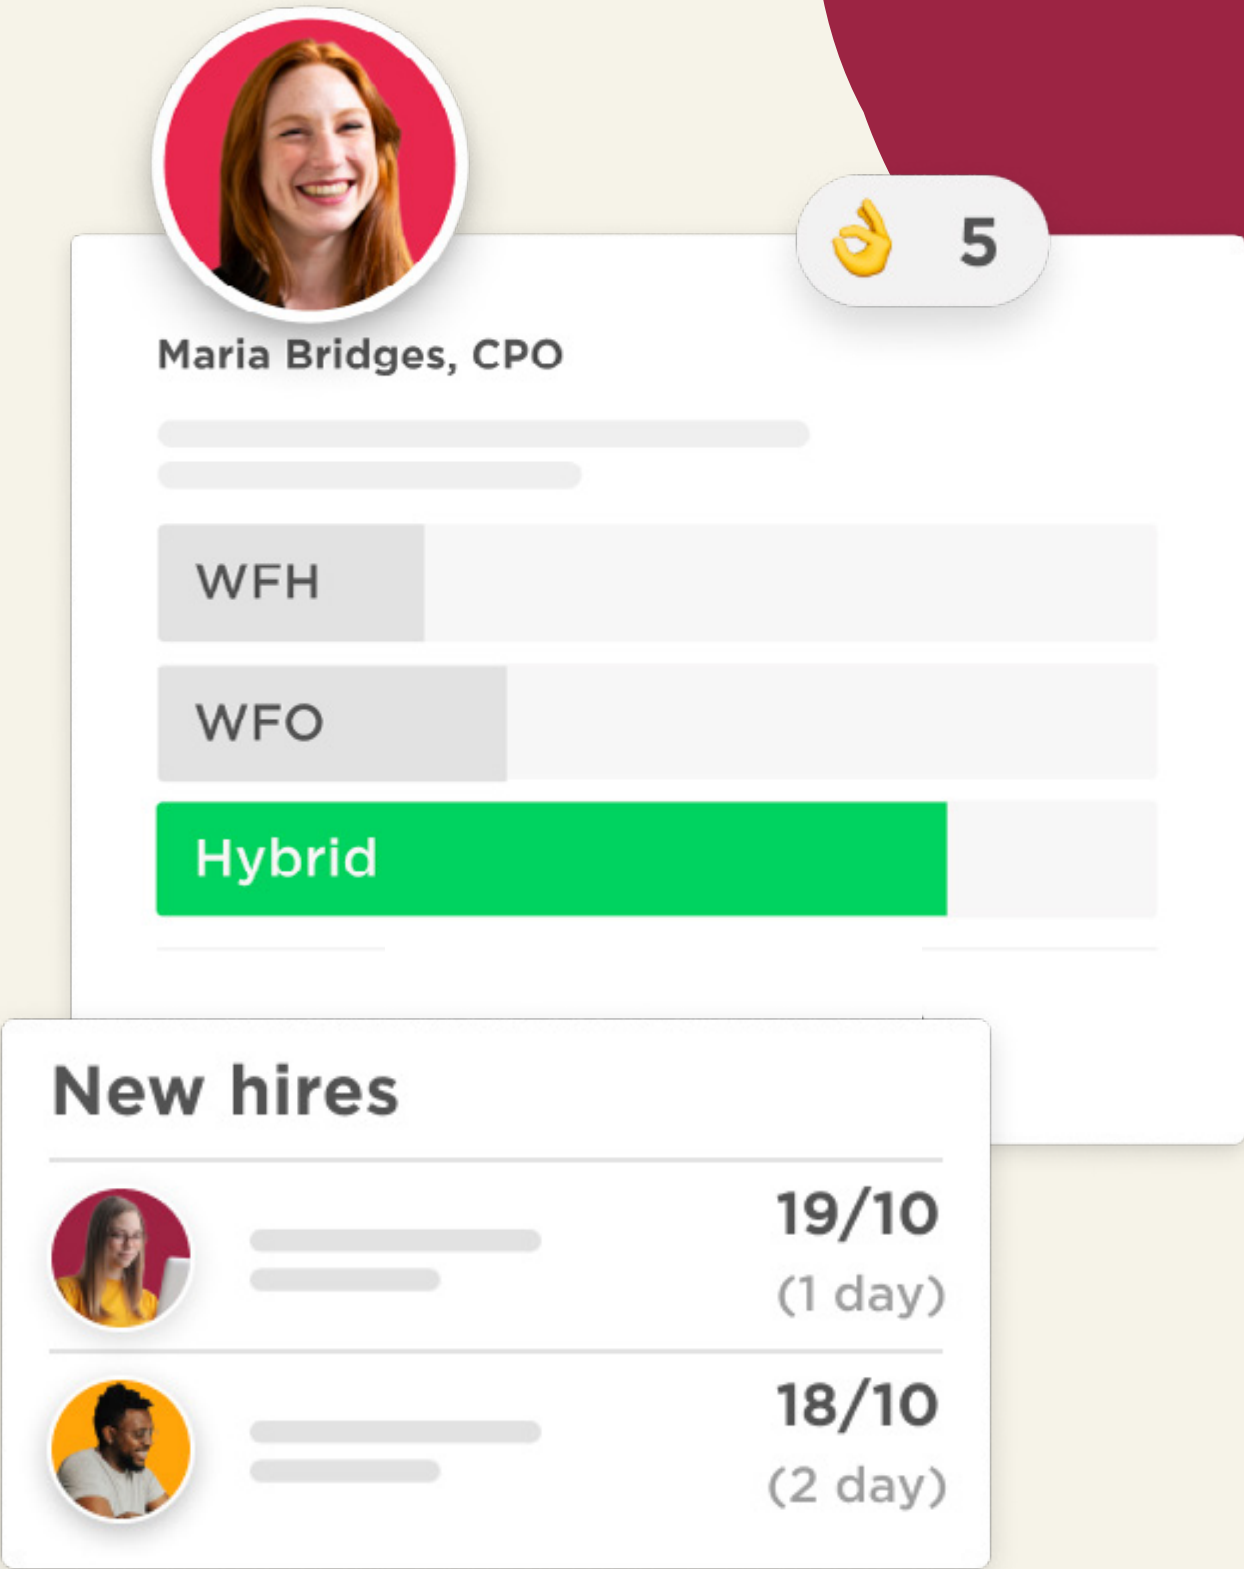 5
Maria Bridges, CPO
WFH
WFO
Hybrid
New hires
19/10
(1 day)
18/10
(2 day)